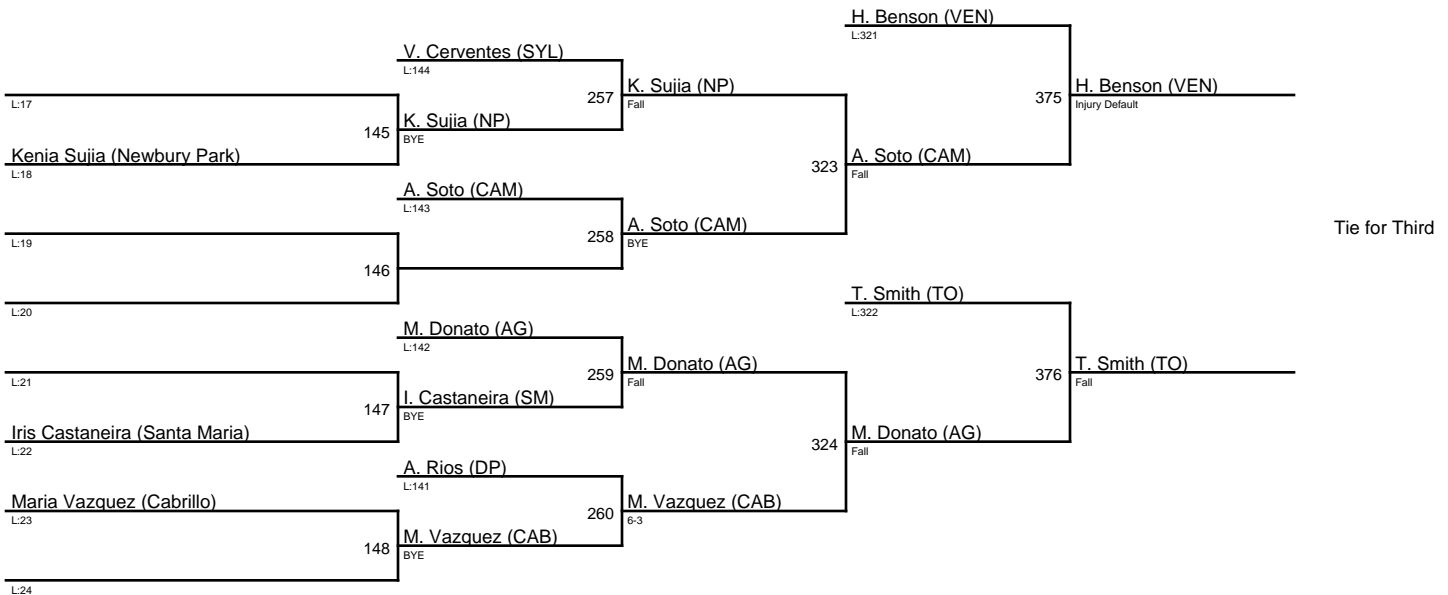 H. Benson (VEN)
L:321
V. Cerventes (SYL)
L:144
K. Sujia (NP)
257
Fall
H. Benson (VEN)
375
Injury Default
L:17
K. Sujia (NP)
145
BYE
Kenia Sujia (Newbury Park)
L:18
A. Soto (CAM)
323
Fall
A. Soto (CAM)
L:143
A. Soto (CAM)
258
BYE
L:19
Tie for Third
146
L:20
T. Smith (TO)
L:322
M. Donato (AG)
L:142
M. Donato (AG)
259
Fall
T. Smith (TO)
376
Fall
L:21
I. Castaneira (SM)
147
BYE
Iris Castaneira (Santa Maria)
L:22
M. Donato (AG)
324
Fall
A. Rios (DP)
L:141
Maria Vazquez (Cabrillo)
L:23
M. Vazquez (CAB)
260
6-3
M. Vazquez (CAB)
148
BYE
L:24